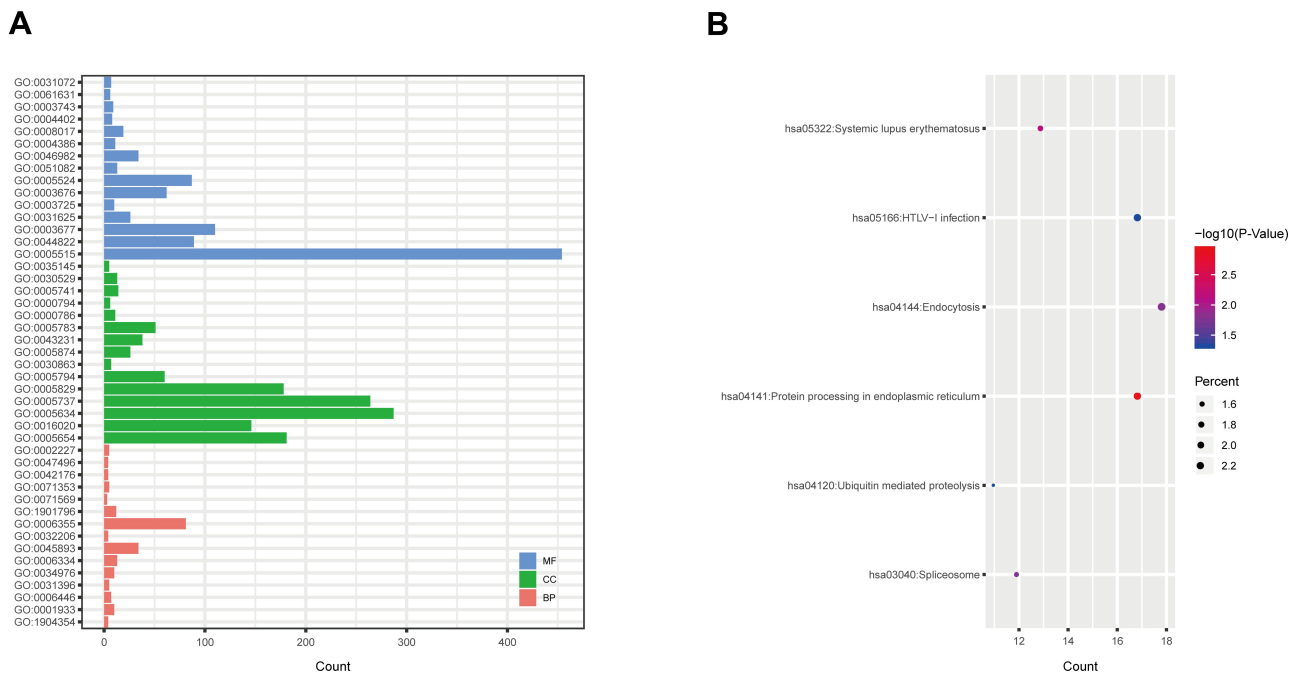 A
GO:0031072
GO:0061631
GO:0003743
GO:0004402
GO:0008017
GO:0004386
GO:0046982
GO:0051082
GO:0005524
GO:0003676
GO:0003725
GO:0031625
GO:0003677
GO:0044822
GO:0005515
GO:0035145
GO:0030529
GO:0005741
GO:0000794
GO:0000786
GO:0005783
GO:0043231
GO:0005874
GO:0030863
GO:0005794
GO:0005829
GO:0005737
GO:0005634
GO:0016020
GO:0005654
GO:0002227
GO:0047496
GO:0042176
GO:0071353
GO:0071569
GO:1901796
GO:0006355
GO:0032206
GO:0045893
GO:0006334
GO:0034976
GO:0031396
GO:0006446
GO:0001933
GO:1904354
MF
CC
BP
0 100 200 300 400
Count
B
hsa05322:Systemic lupus erythematosus
hsa05166:HTLV−I infection
hsa04144:Endocytosis
hsa04141:Protein processing in endoplasmic reticulum
hsa04120:Ubiquitin mediated proteolysis
hsa03040:Spliceosome
12 14 16 18
Count
−log10(P-Value)
2.5
2.0
1.5
Percent
1.6
1.8
2.0
2.2